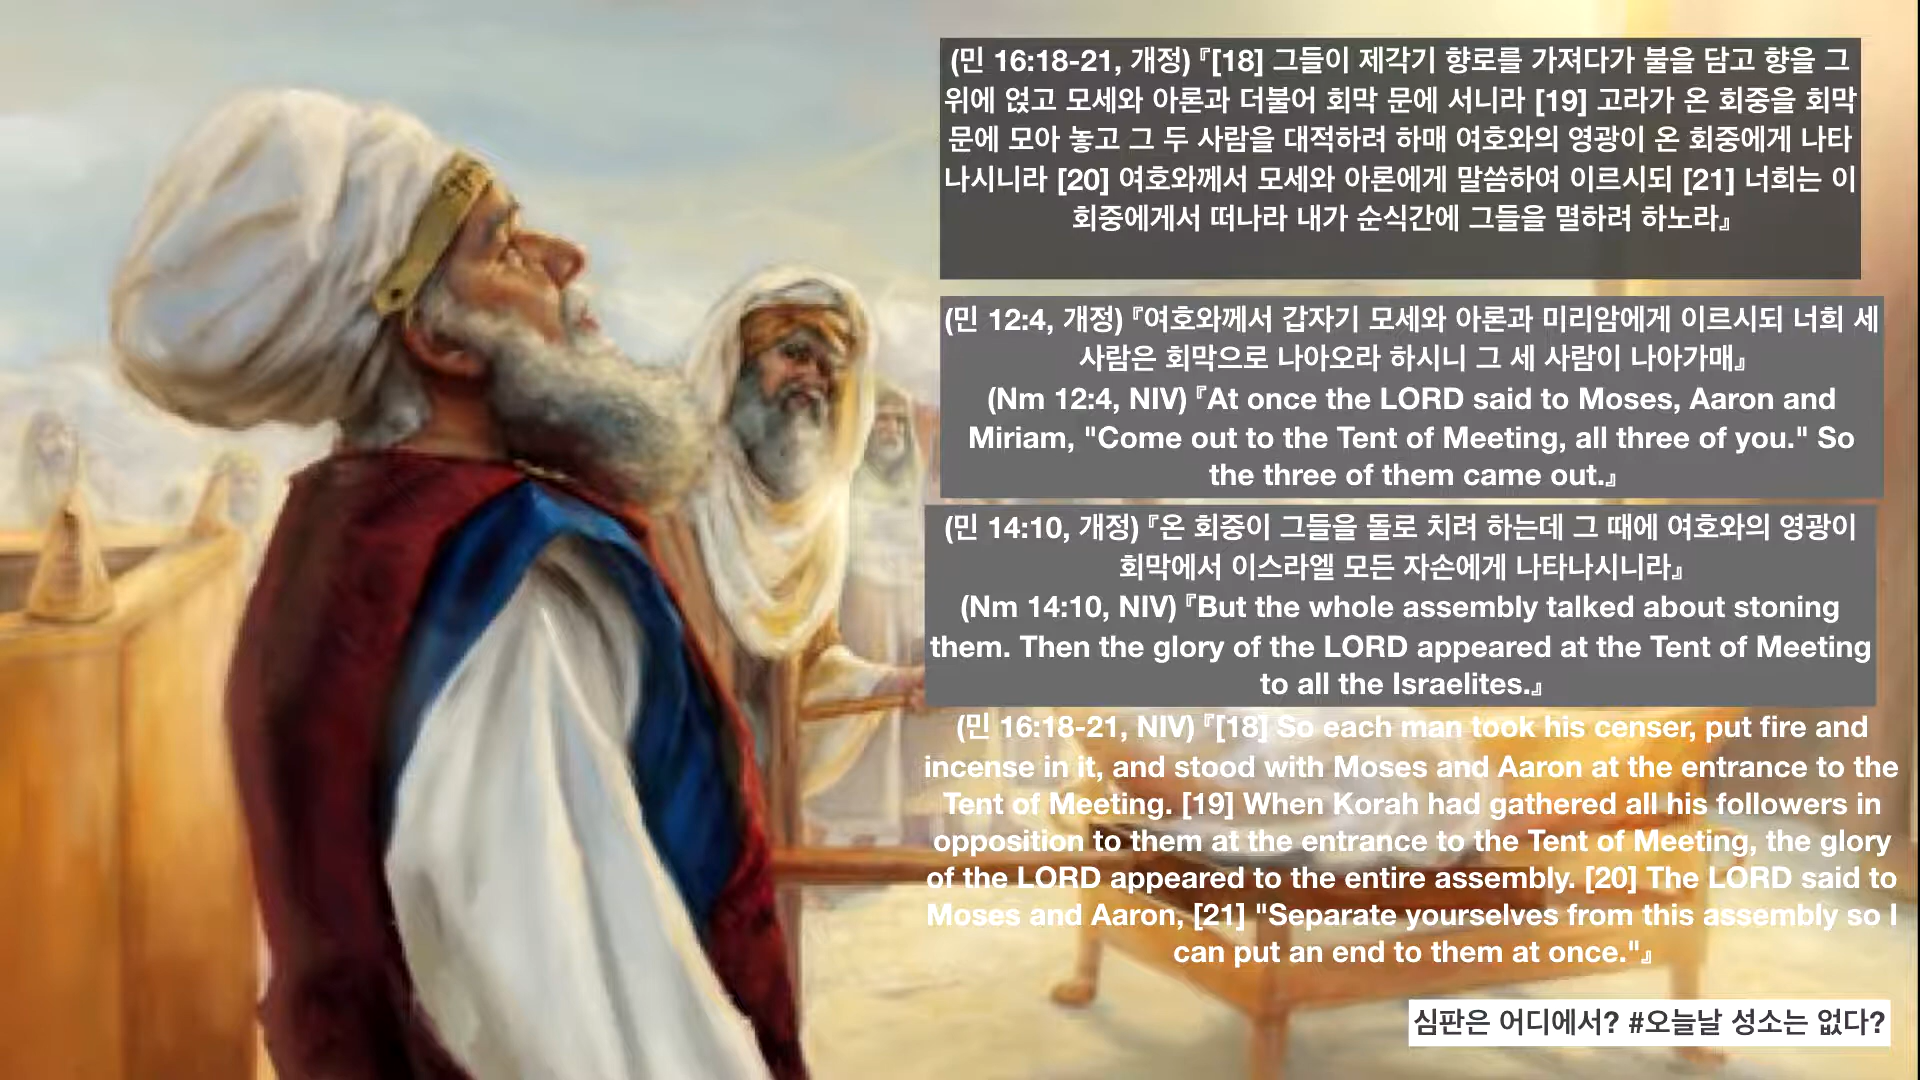 (민 16:18-21, 개정)『[18] 그들이 제각기 향로를 가져다가 불을 담고 향을 그
위에 얹고 모세와 아론과 더불어 회막 문에 서니라 [19] 고라가 온 회중을 회막
문에 모아 놓고 그 두 사람을 대적하려 하매 여호와의 영광이 온 회중에게 나타
나시니라 [20] 여호와께서 모세와 아론에게 말씀하여 이르시되 [21] 너희는 이
회중에게서 떠나라 내가 순식간에 그들을 멸하려 하노라』
(민 12:4, 개정)『여호와께서 갑자기 모세와 아론과 미리암에게 이르시되 너희 세
사람은 회막으로 나아오라 하시니 그 세 사람이 나아가매』
(Nm 12:4, NIV)『At once the LORD said to Moses, Aaron and
Miriam, "Come out to the Tent of Meeting, all three of you." So
the three of them came out.』
(민 14:10, 개정)『온 회중이 그들을 돌로 치려 하는데 그 때에 여호와의 영광이
회막에서 이스라엘 모든 자손에게 나타나시니라』
(Nm 14:10, NIV)『But the whole assembly talked about stoning
them. Then the glory of the LORD appeared at the Tent of Meeting
to all the Israelites.』
(민 16:18-21, NIV)『[18] So each man took his censer, put fire and
incense in it, and stood with Moses and Aaron at the entrance to the
Tent of Meeting. [19] When Korah had gathered all his followers in
opposition to them at the entrance to the Tent of Meeting, the glory
of the LORD appeared to the entire assembly. [20] The LORD said to
Moses and Aaron, [21] "Separate yourselves from this assembly so I
can put an end to them at once."』
심판은 어디에서? #오늘날 성소는 없다?